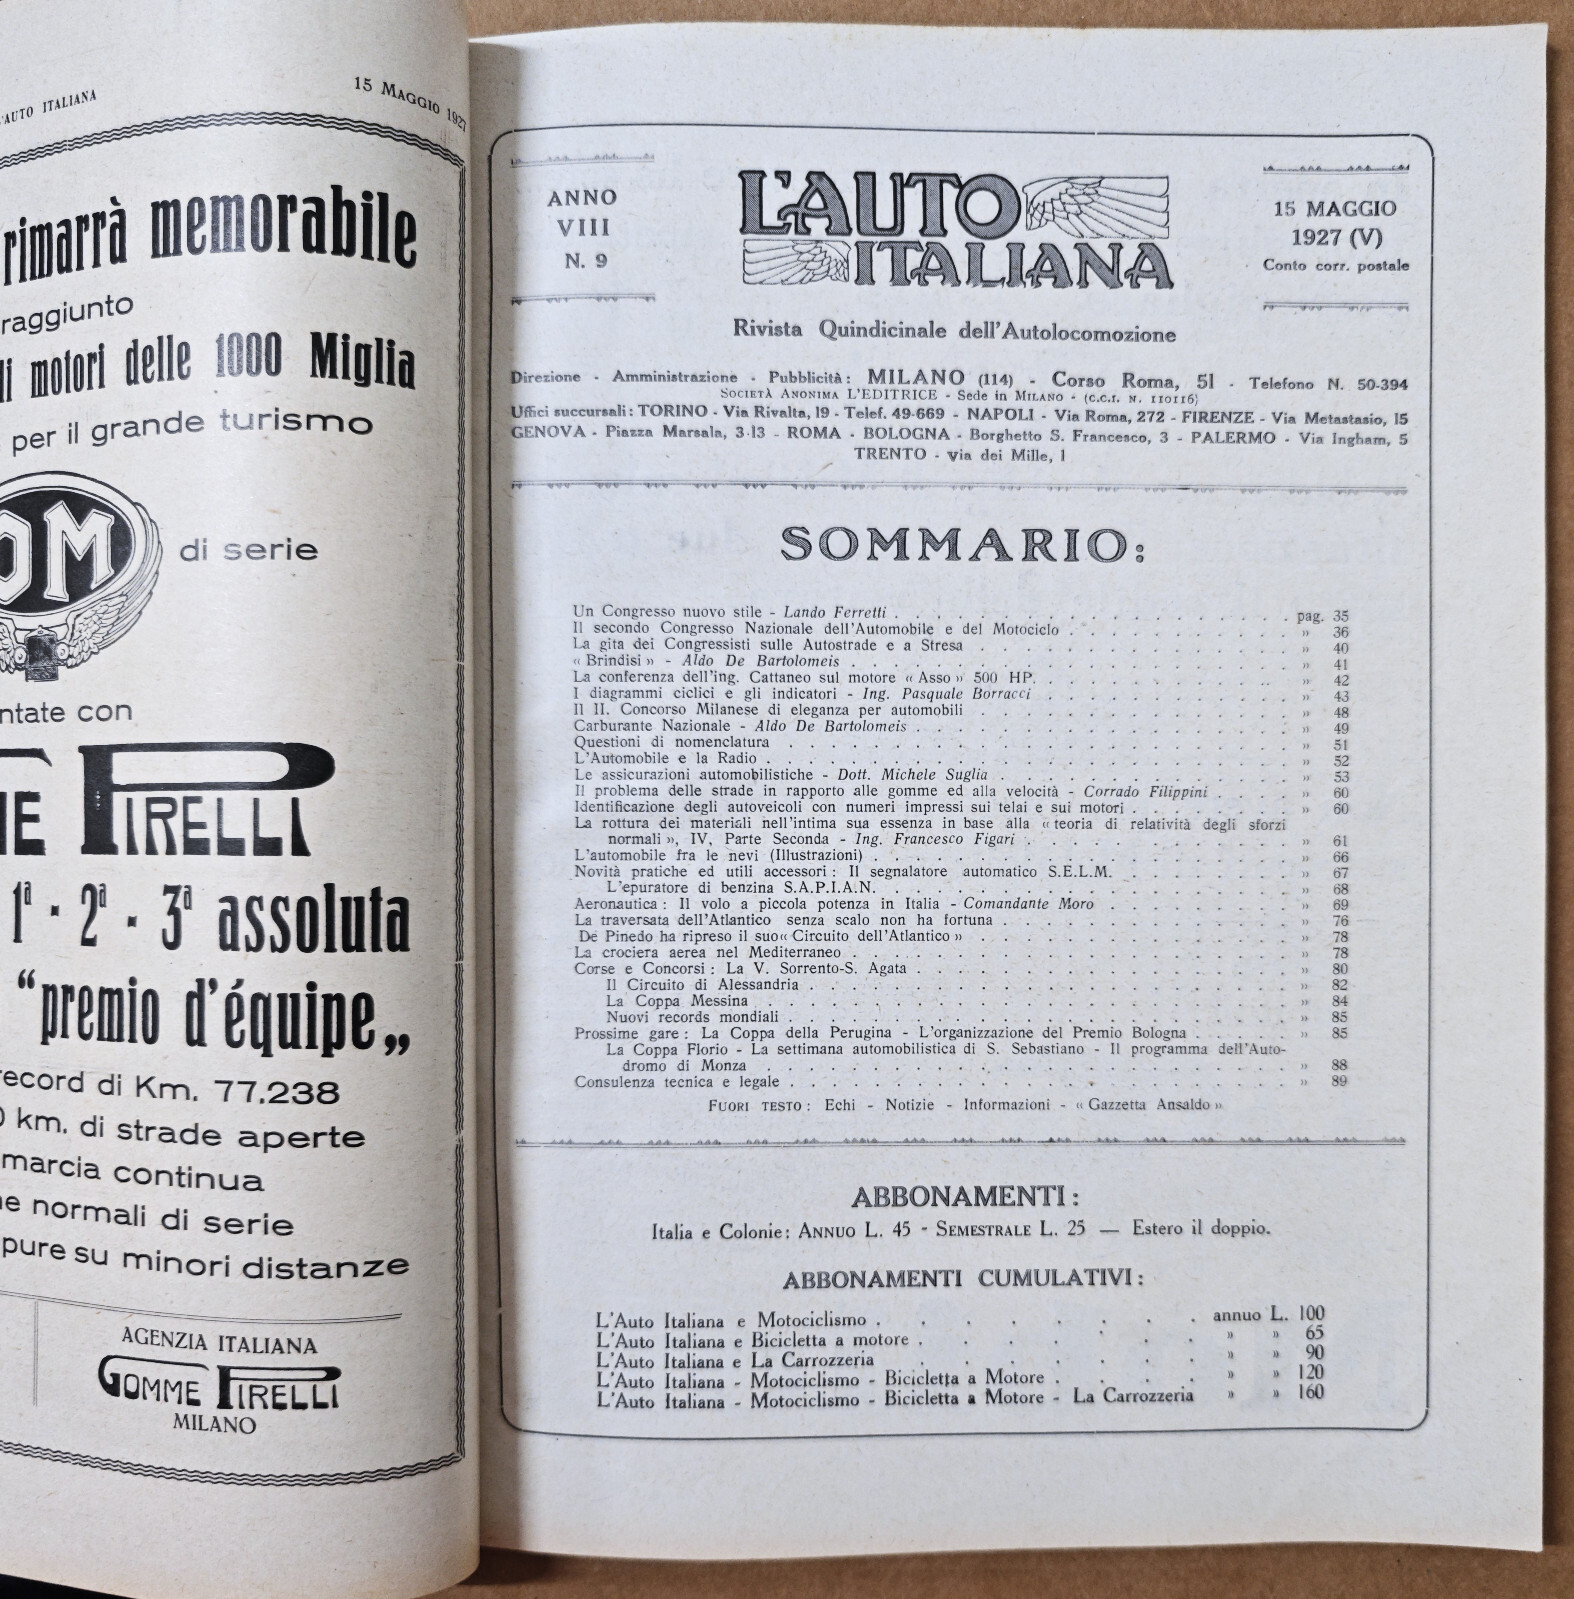 L'AUTO ITALIANA
15 MAGGIO 1927
rimarrà memorabile
raggiunto
motori delle 1000 Miglia
per il grande turismo
OM
di serie
con
PIRELLI
1ª - 2ª - 3ª assoluta
“premio d'équipe„
record di Km. 77.238
km. di strade aperte
marcia continua
normali di serie
pure su minori distanze
AGENZIA ITALIANA
GOMME PIRELLI
MILANO
ANNO
VIII
N. 9
L'AUTO
ITALIANA
15 MAGGIO
1927 (V)
Conto corr. postale
Rivista Quindicinale dell'Autolocomozione
Direzione - Amministrazione - Pubblicità: MILANO (114) - Corso Roma, 51 - Telefono N. 50-394
SOCIETÀ ANONIMA L'EDITRICE - Sede in MILANO - (C.C.I. N. 110116)
Uffici succursali: TORINO - Via Rivalta, 19 - Telef. 49-669 - NAPOLI - Via Roma, 272 - FIRENZE - Via Metastasio, 15
GENOVA - Piazza Marsala, 3-13 - ROMA - BOLOGNA - Borghetto S. Francesco, 3 - PALERMO - Via Ingham, 5
TRENTO - via dei Mille, 1
SOMMARIO:
Un Congresso nuovo stile - Lando Ferretti . . . pag. 35
Il secondo Congresso Nazionale dell'Automobile e del Motociclo . . . » 36
La gita dei Congressisti sulle Autostrade e a Stresa . . . » 40
« Brindisi » - Aldo De Bartolomeis . . . » 41
La conferenza dell'ing. Cattaneo sul motore « Asso » 500 HP. . . . » 42
I diagrammi ciclici e gli indicatori - Ing. Pasquale Borracci . . . » 43
Il II. Concorso Milanese di eleganza per automobili . . . » 48
Carburante Nazionale - Aldo De Bartolomeis . . . » 49
Questioni di nomenclatura . . . » 51
L'Automobile e la Radio . . . » 52
Le assicurazioni automobilistiche - Dott. Michele Suglia . . . » 53
Il problema delle strade in rapporto alle gomme ed alla velocità - Corrado Filippini . . . » 60
Identificazione degli autoveicoli con numeri impressi sui telai e sui motori . . . » 60
La rottura dei materiali nell'intima sua essenza in base alla « teoria di relatività degli sforzi
normali », IV, Parte Seconda - Ing. Francesco Figari . . . » 61
L'automobile fra le nevi (Illustrazioni) . . . » 66
Novità pratiche ed utili accessori: Il segnalatore automatico S.E.L.M. . . . » 67
L'epuratore di benzina S.A.P.I.A.N. . . . » 68
Aeronautica: Il volo a piccola potenza in Italia - Comandante Moro . . . » 69
La traversata dell'Atlantico senza scalo non ha fortuna . . . » 76
De Pinedo ha ripreso il suo« Circuito dell'Atlantico » . . . » 78
La crociera aerea nel Mediterraneo . . . » 78
Corse e Concorsi: La V. Sorrento-S. Agata . . . » 80
Il Circuito di Alessandria . . . » 82
La Coppa Messina . . . » 84
Nuovi records mondiali . . . » 85
Prossime gare: La Coppa della Perugina - L'organizzazione del Premio Bologna . . . » 85
La Coppa Florio - La settimana automobilistica di S. Sebastiano - Il programma dell'Auto-
dromo di Monza . . . » 88
Consulenza tecnica e legale . . . » 89
FUORI TESTO: Echi - Notizie - Informazioni - « Gazzetta Ansaldo »
ABBONAMENTI:
Italia e Colonie: ANNUO L. 45 - SEMESTRALE L. 25 — Estero il doppio.
ABBONAMENTI CUMULATIVI:
L'Auto Italiana e Motociclismo . . . annuo L. 100
L'Auto Italiana e Bicicletta a motore . . . » » 65
L'Auto Italiana e La Carrozzeria . . . » » 90
L'Auto Italiana - Motociclismo - Bicicletta a Motore . . . » » 120
L'Auto Italiana - Motociclismo - Bicicletta a Motore - La Carrozzeria » » 160